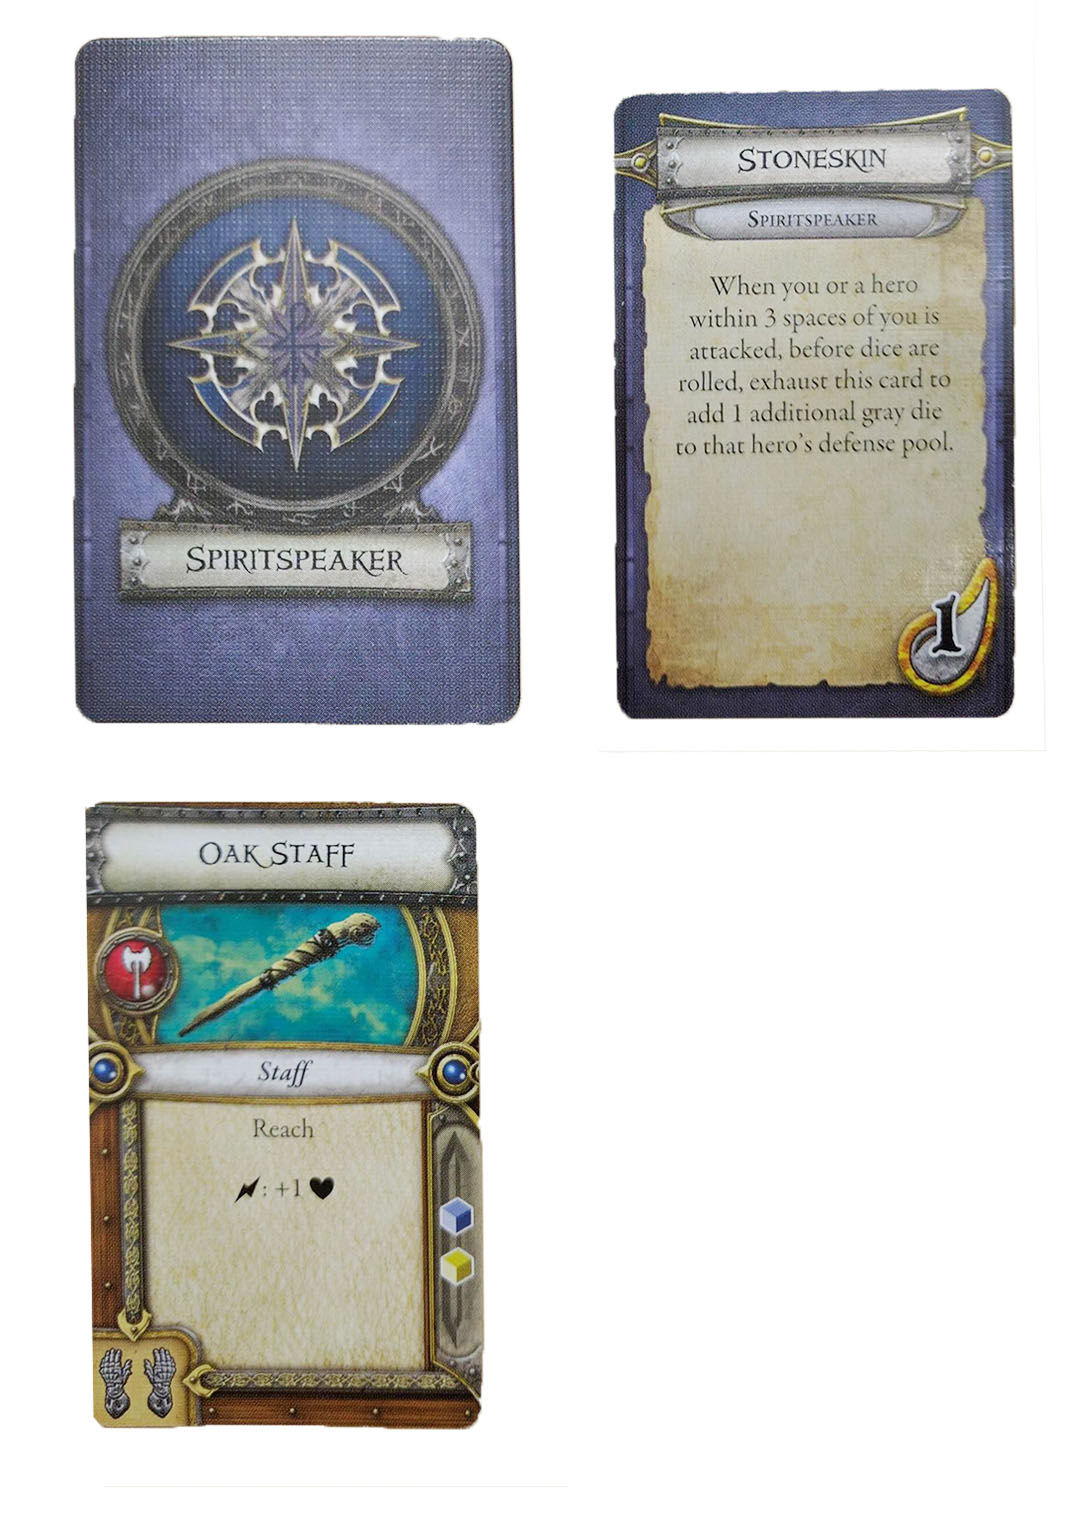 Spiritspeaker
Stoneskin
Spiritspeaker
When you or a hero
within 3 spaces of you is
attacked, before dice are
rolled, exhaust this card to
add 1 additional gray die
to that hero's defense pool.
1
Oak Staff
Staff
Reach
: +1